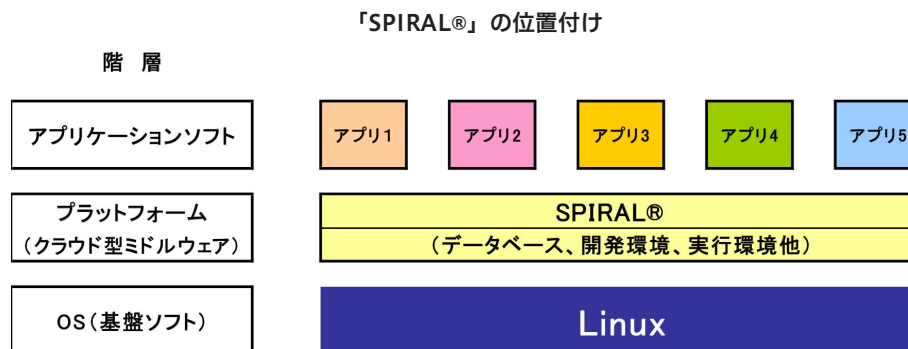 「SPIRAL®」の位置付け
階 層
アプリケーションソフト
アプリ1
アプリ2
アプリ3
アプリ4
アプリ5
プラットフォーム
（クラウド型ミドルウェア）
SPIRAL®
（データベース、開発環境、実行環境他）
OS（基盤ソフト）
Linux